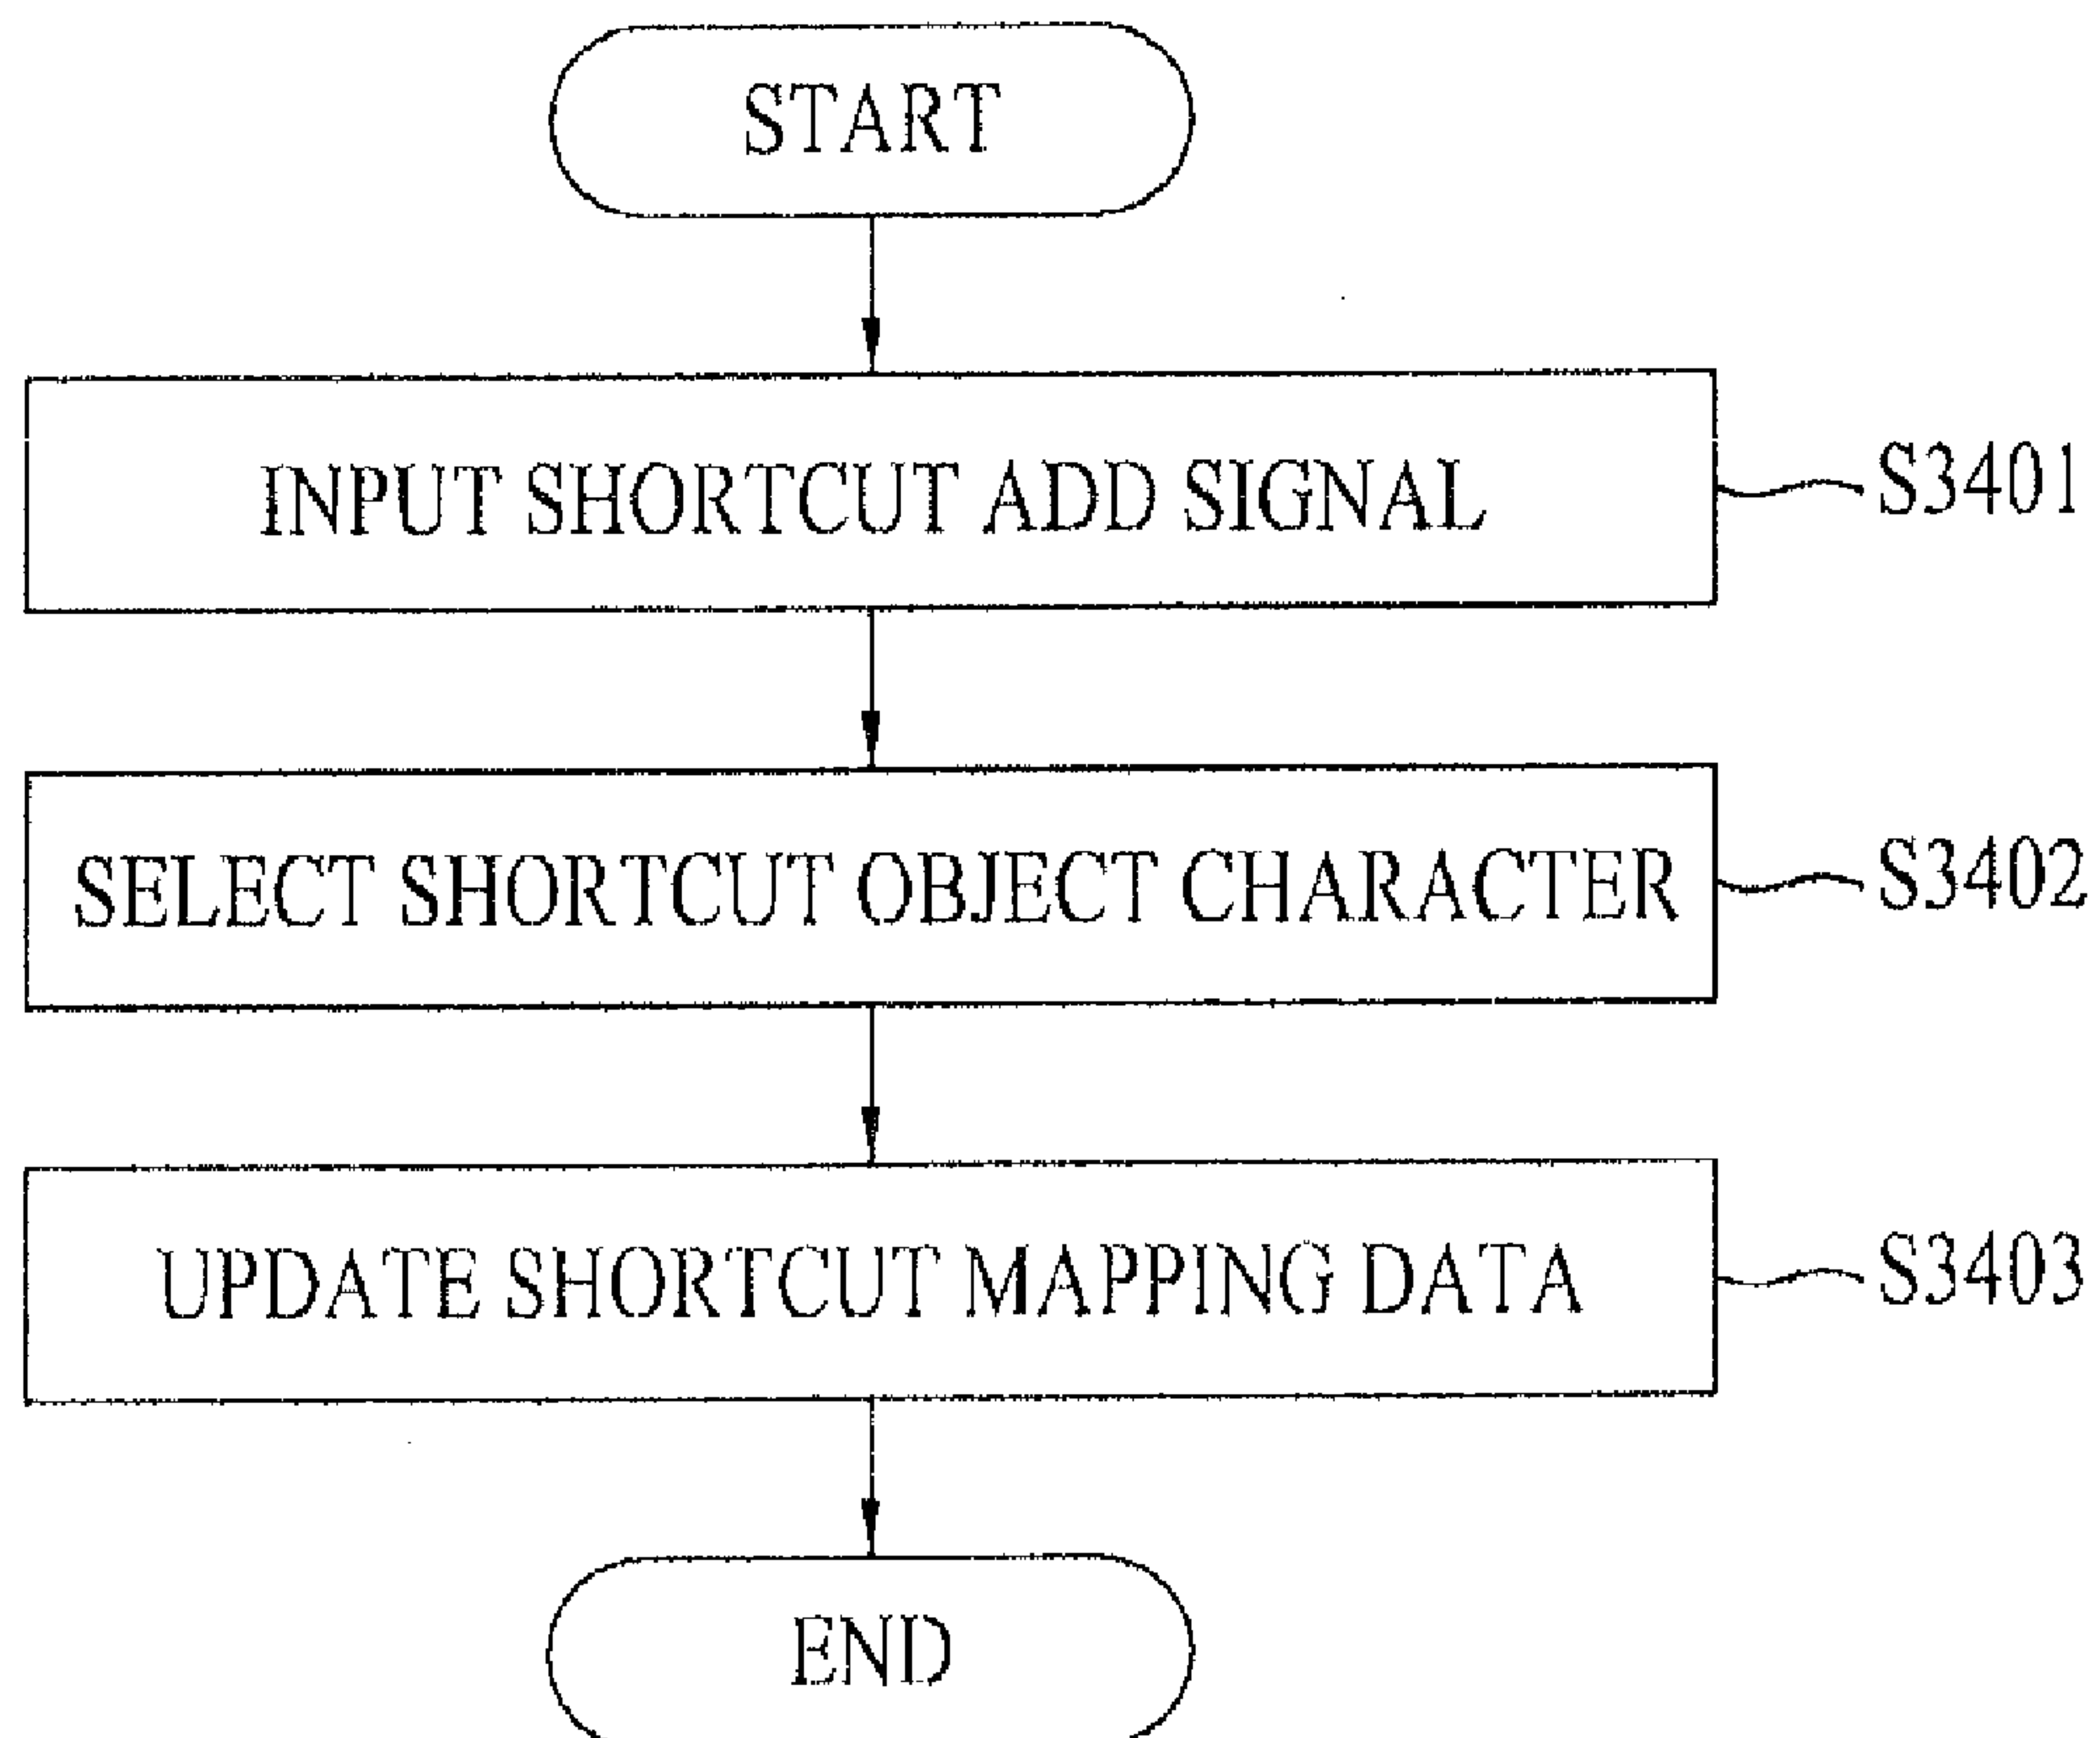 START
INPUT SHORTCUT ADD SIGNAL
S3401
SELECT SHORTCUT OBJECT CHARACTER
S3402
UPDATE SHORTCUT MAPPING DATA
S3403
END